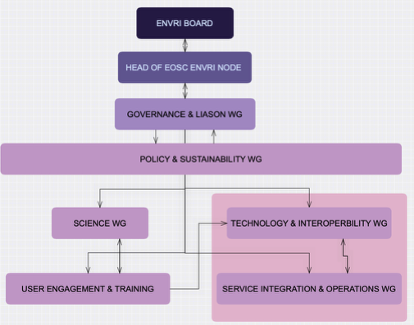 ENVRI BOARD
HEAD OF EOSC ENVRI NODE
GOVERNANCE & LIASON WG
POLICY & SUSTAINABILITY WG
SCIENCE WG
TECHNOLOGY & INTEROPERBILITY WG
USER ENGAGEMENT & TRAINING
SERVICE INTEGRATION & OPERATIONS WG